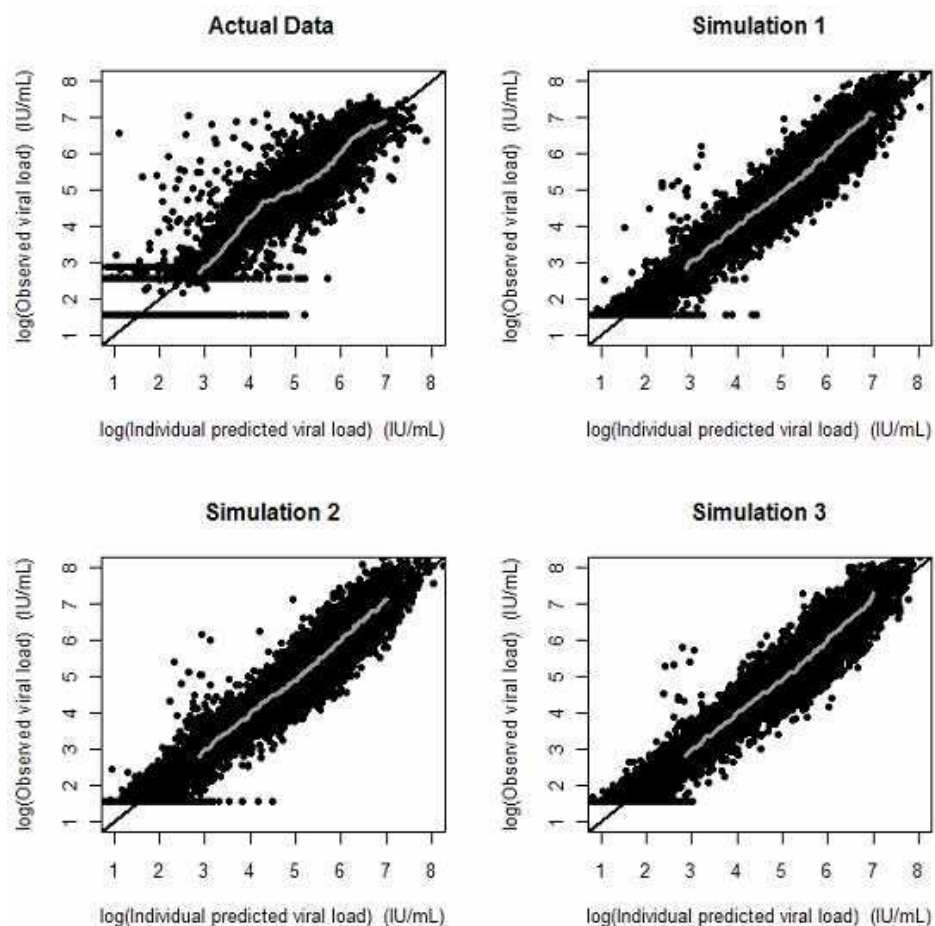 Actual Data
log(Observed viral load) (IU/mL)
8
7
6
5
4
3
2
1
1 2 3 4 5 6 7 8
log(Individual predicted viral load) (IU/mL)
Simulation 1
log(Observed viral load) (IU/mL)
8
7
6
5
4
3
2
1
1 2 3 4 5 6 7 8
log(Individual predicted viral load) (IU/mL)
Simulation 2
log(Observed viral load) (IU/mL)
8
7
6
5
4
3
2
1
1 2 3 4 5 6 7 8
log(Individual predicted viral load) (IU/mL)
Simulation 3
log(Observed viral load) (IU/mL)
8
7
6
5
4
3
2
1
1 2 3 4 5 6 7 8
log(Individual predicted viral load) (IU/mL)